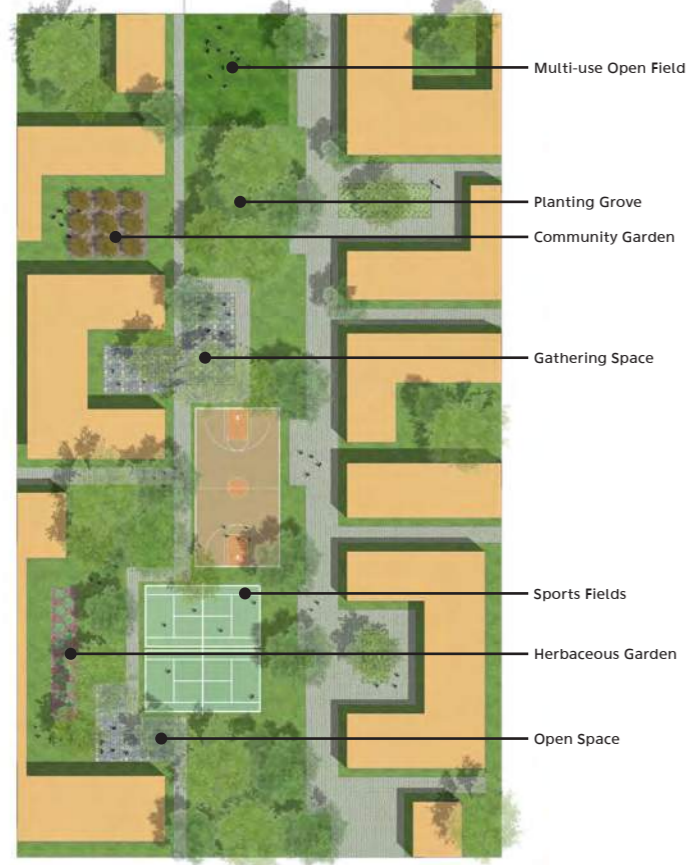 Multi-use Open Field
Planting Grove
Community Garden
Gathering Space
Sports Fields
Herbaceous Garden
Open Space